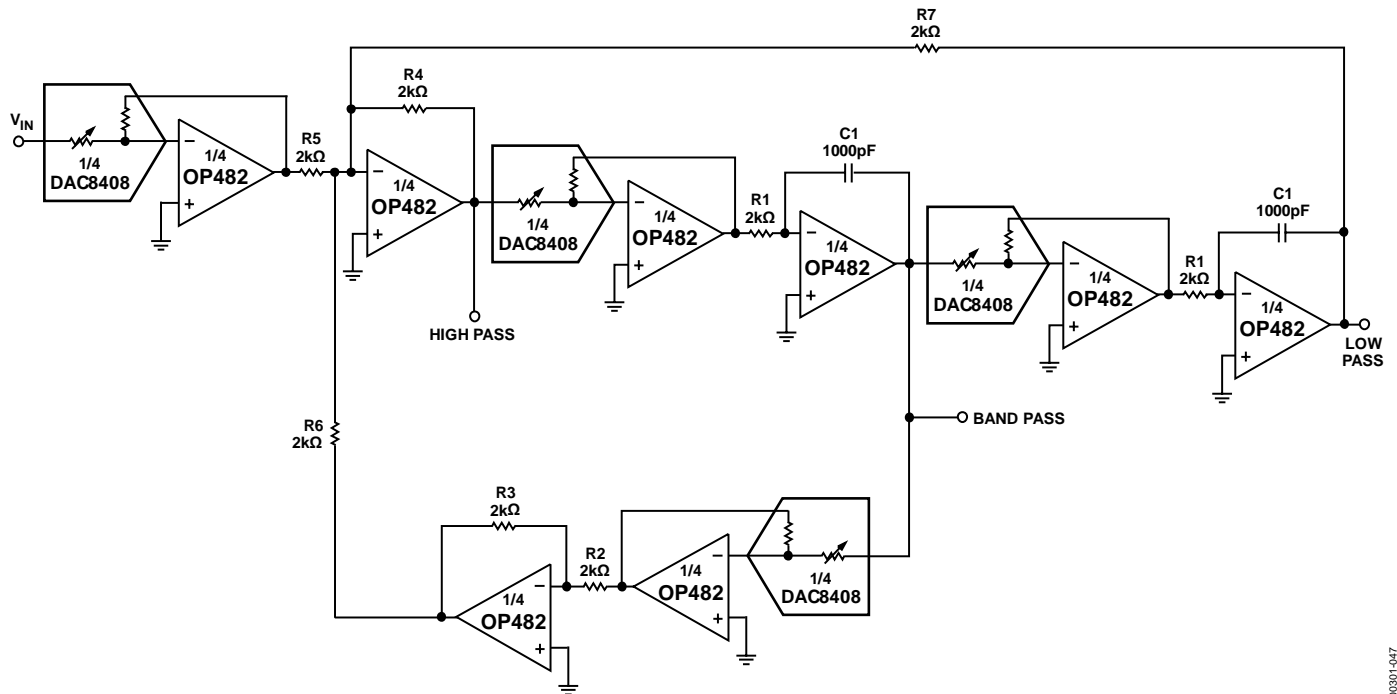 R7
2kΩ
R4
2kΩ
VIN
1/4
DAC8408
–
+
1/4
OP482
R5
2kΩ
–
+
1/4
OP482
HIGH PASS
1/4
DAC8408
–
+
1/4
OP482
R1
2kΩ
C1
1000pF
–
+
1/4
OP482
1/4
DAC8408
–
+
1/4
OP482
R1
2kΩ
C1
1000pF
–
+
1/4
OP482
LOW
PASS
BAND PASS
R6
2kΩ
R3
2kΩ
–
+
1/4
OP482
R2
2kΩ
–
+
1/4
OP482
1/4
DAC8408
00301-047